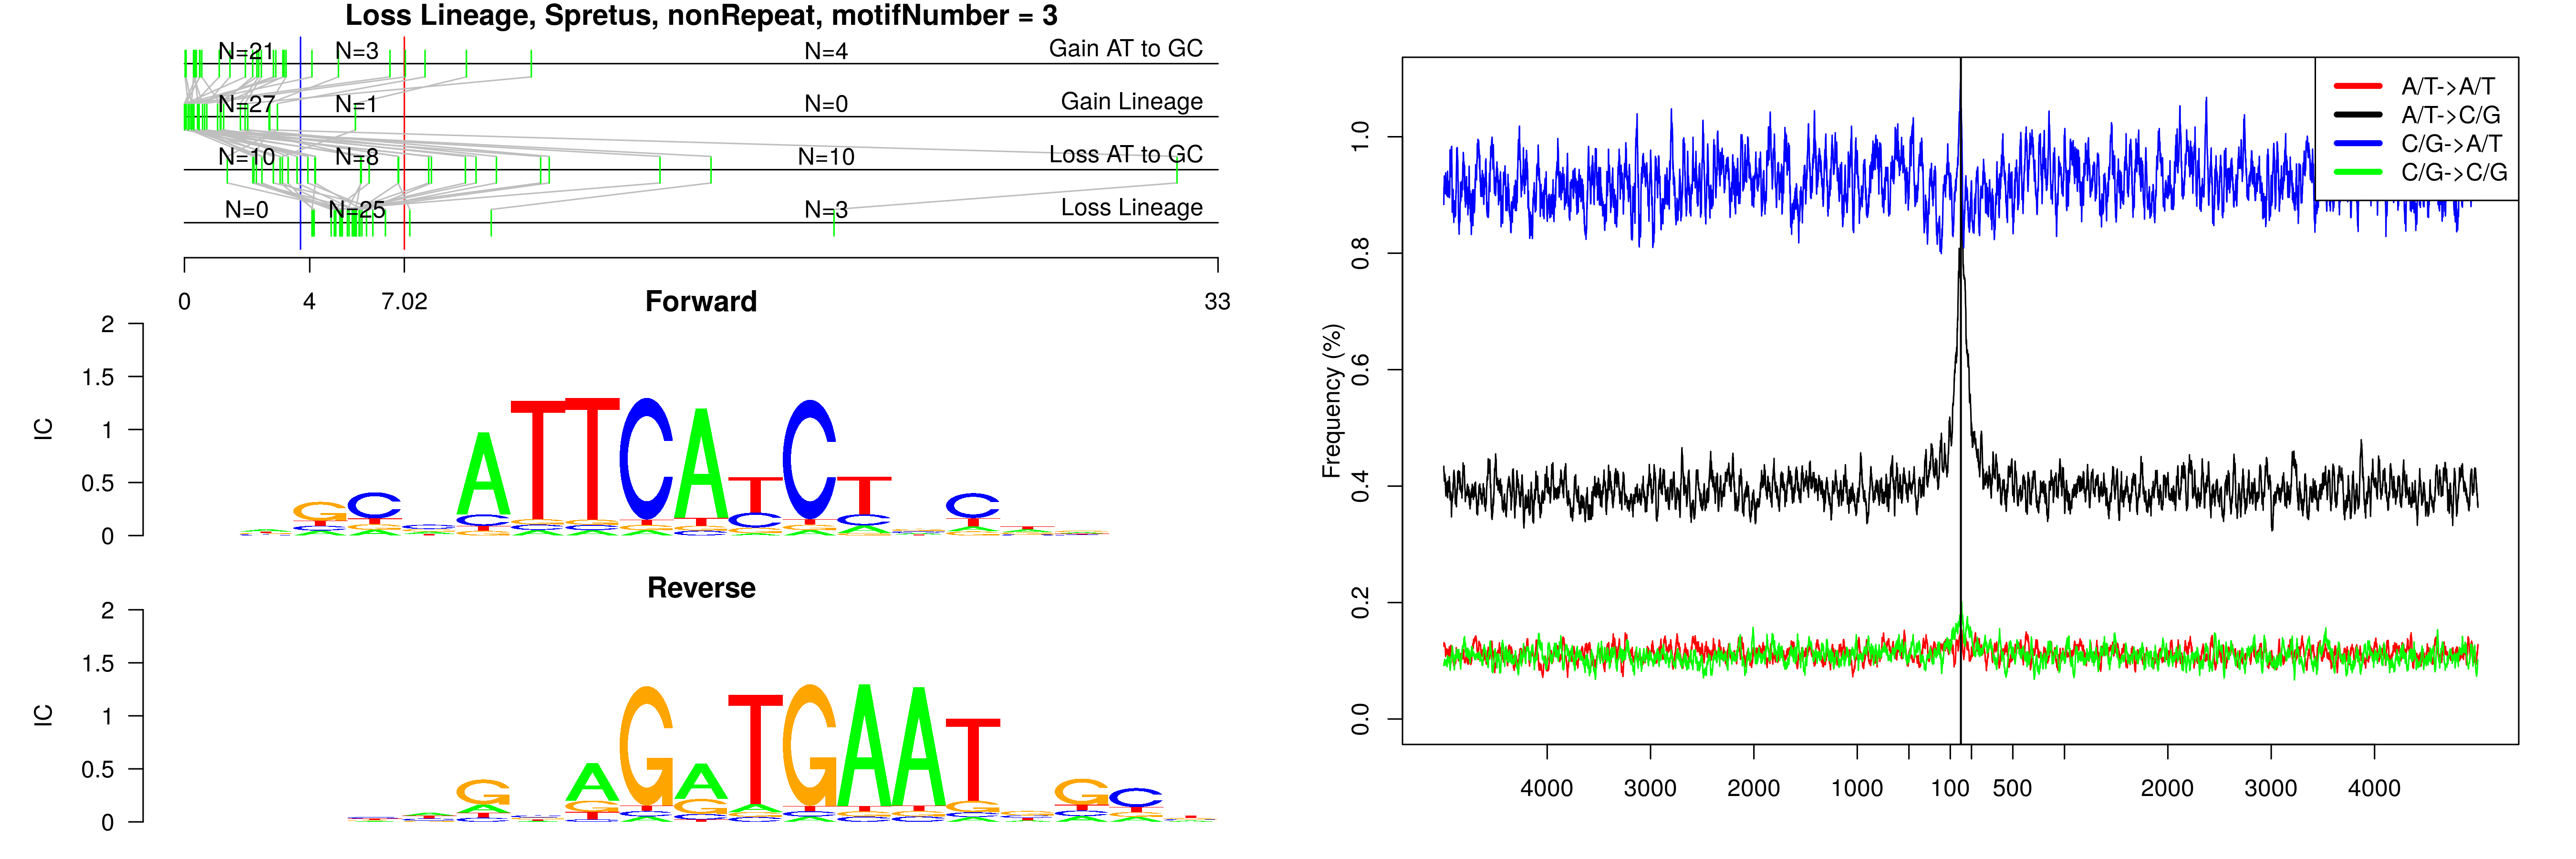 Loss Lineage, Spretus, nonRepeat, motifNumber = 3
N=21 N=3 N=4 Gain AT to GC
N=27 N=1 N=0 Gain Lineage
N=10 N=8 N=10 Loss AT to GC
N=0 N=25 N=3 Loss Lineage
0 4 7.02 33
Forward
IC
2
1.5
1
0.5
0
ATTCATCT
Reverse
IC
2
1.5
1
0.5
0
AGATGAAT
Frequency (%)
1.0
0.8
0.6
0.4
0.2
0.0
A/T->A/T
A/T->C/G
C/G->A/T
C/G->C/G
4000 3000 2000 1000 100 500 2000 3000 4000